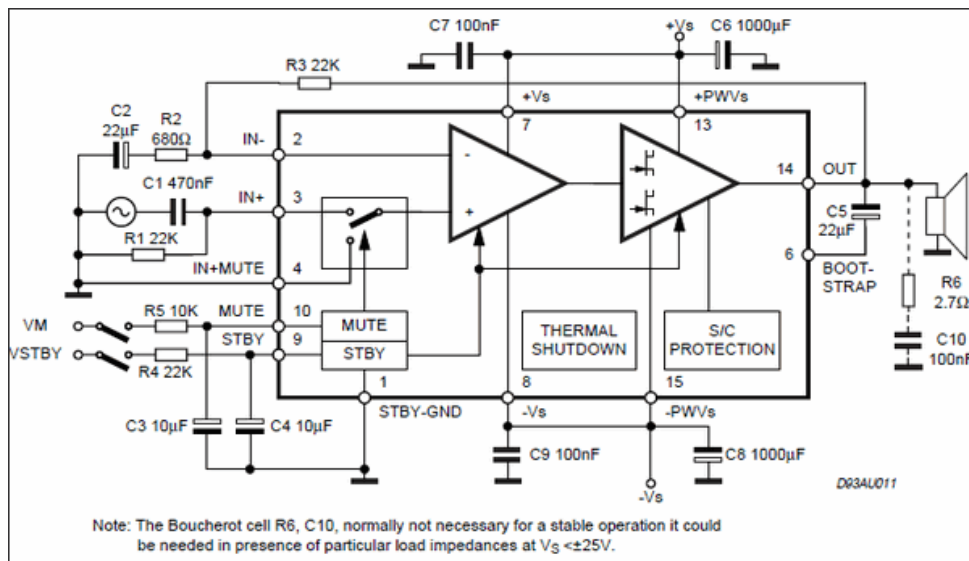 C7 100nF
+Vs
C6 1000µF
R3 22K
+Vs
+PWVs
C2
22µF
R2
680Ω
IN-
2
7
13
-
C1 470nF
IN+
3
+
14
OUT
R1 22K
C5
22µF
IN+MUTE
4
6
BOOT-
STRAP
R6
2.7Ω
VM
R5 10K
MUTE
10
MUTE
THERMAL
SHUTDOWN
S/C
PROTECTION
STBY
9
STBY
VSTBY
R4 22K
C10
100nF
1
8
15
STBY-GND
-Vs
-PWVs
C3 10µF
C4 10µF
C9 100nF
C8 1000µF
D93AU011
-Vs
Note: The Boucherot cell R6, C10, normally not necessary for a stable operation it could
be needed in presence of particular load impedances at VS <±25V.